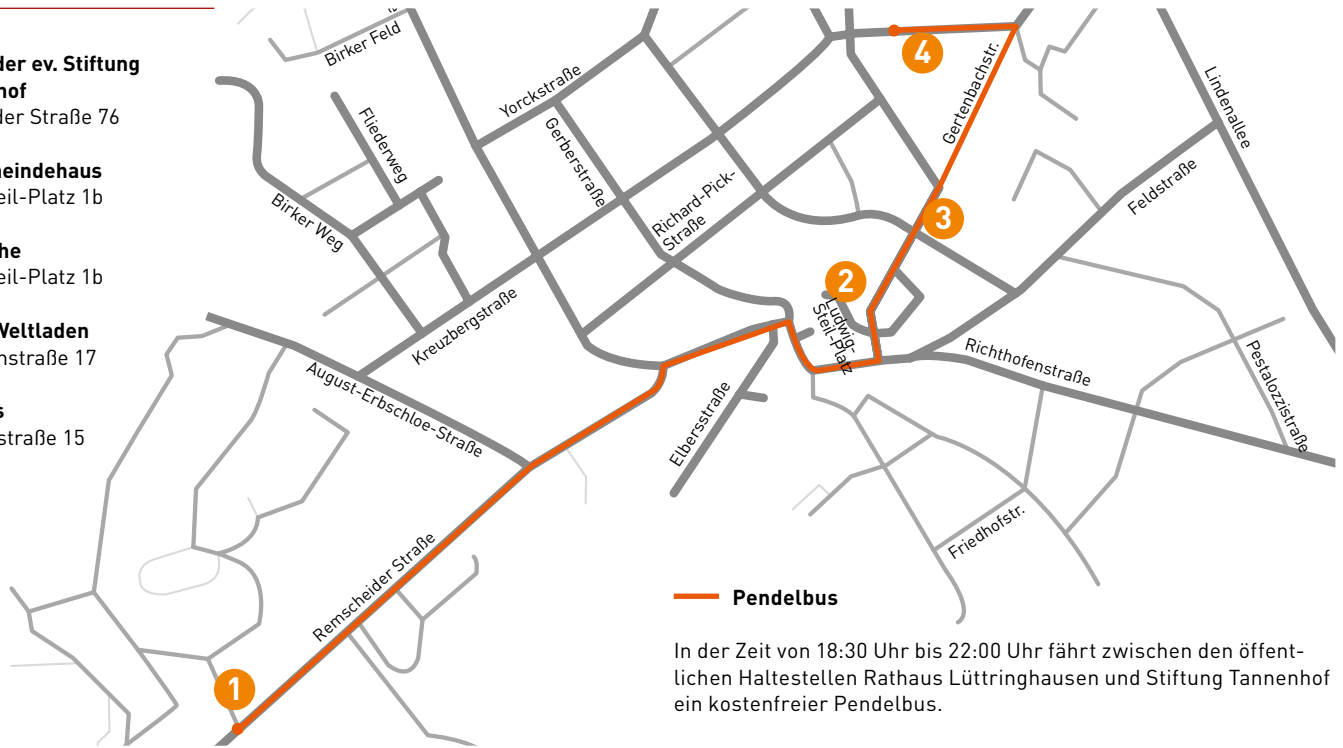 der ev. Stiftung
hof
der Straße 76
eindehaus
eil-Platz 1b
he
eil-Platz 1b
Weltladen
nstraße 17
s
straße 15
Birker Feld
Yorckstraße
Fliederweg
Gerberstraße
Birker Weg
Richard-Pick-
Straße
Kreuzbergstraße
August-Erbschloe-Straße
Remscheider Straße
Elbersstraße
Ludwig-
Steil-Platz
Gertenbachstr.
Lindenallee
Feldstraße
Richthofenstraße
Pestalozzistraße
Friedhofstr.
1
2
3
4
Pendelbus
In der Zeit von 18:30 Uhr bis 22:00 Uhr fährt zwischen den öffent-
lichen Haltestellen Rathaus Lüttringhausen und Stiftung Tannenhof
ein kostenfreier Pendelbus.